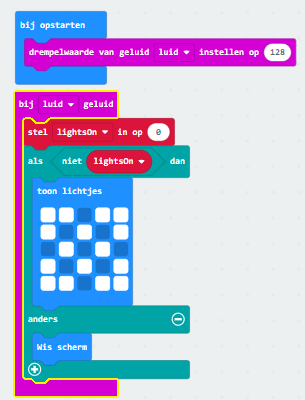 bij opstarten
drempelwaarde van geluid luid instellen op 128
bij luid geluid
stel lightsOn in op 0
als niet lightsOn dan
toon lichtjes
anders
Wis scherm